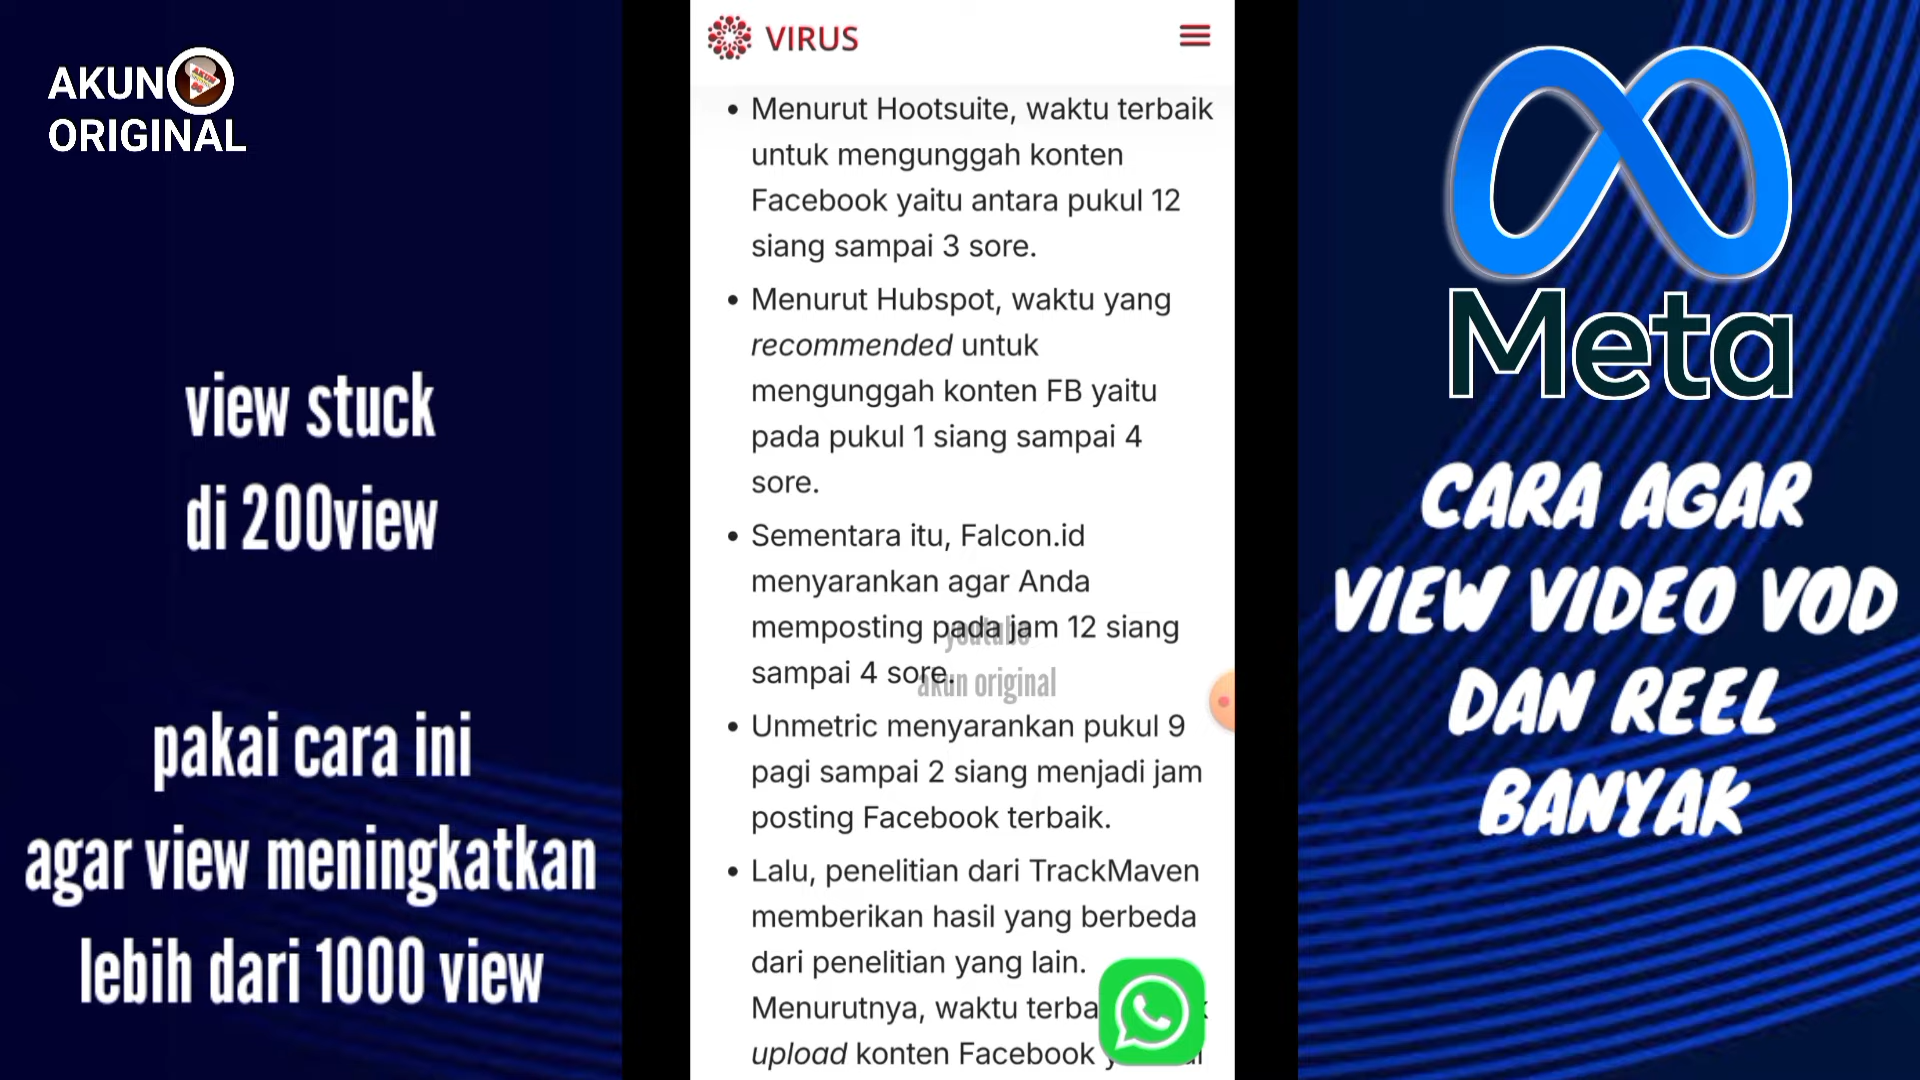 AKUN
ORIGINAL
view stuck
di 200view
pakai cara ini
agar view meningkatkan
lebih dari 1000 view
VIRUS
• Menurut Hootsuite, waktu terbaik
untuk mengunggah konten
Facebook yaitu antara pukul 12
siang sampai 3 sore.
• Menurut Hubspot, waktu yang
recommended untuk
mengunggah konten FB yaitu
pada pukul 1 siang sampai 4
sore.
• Sementara itu, Falcon.id
menyarankan agar Anda
memposting pada jam 12 siang
sampai 4 sore.
youtube
akun original
• Unmetric menyarankan pukul 9
pagi sampai 2 siang menjadi jam
posting Facebook terbaik.
• Lalu, penelitian dari TrackMaven
memberikan hasil yang berbeda
dari penelitian yang lain.
Menurutnya, waktu
upload konten Facebook
Meta
CARA AGAR
VIEW VIDEO VOD
DAN REEL
BANYAK